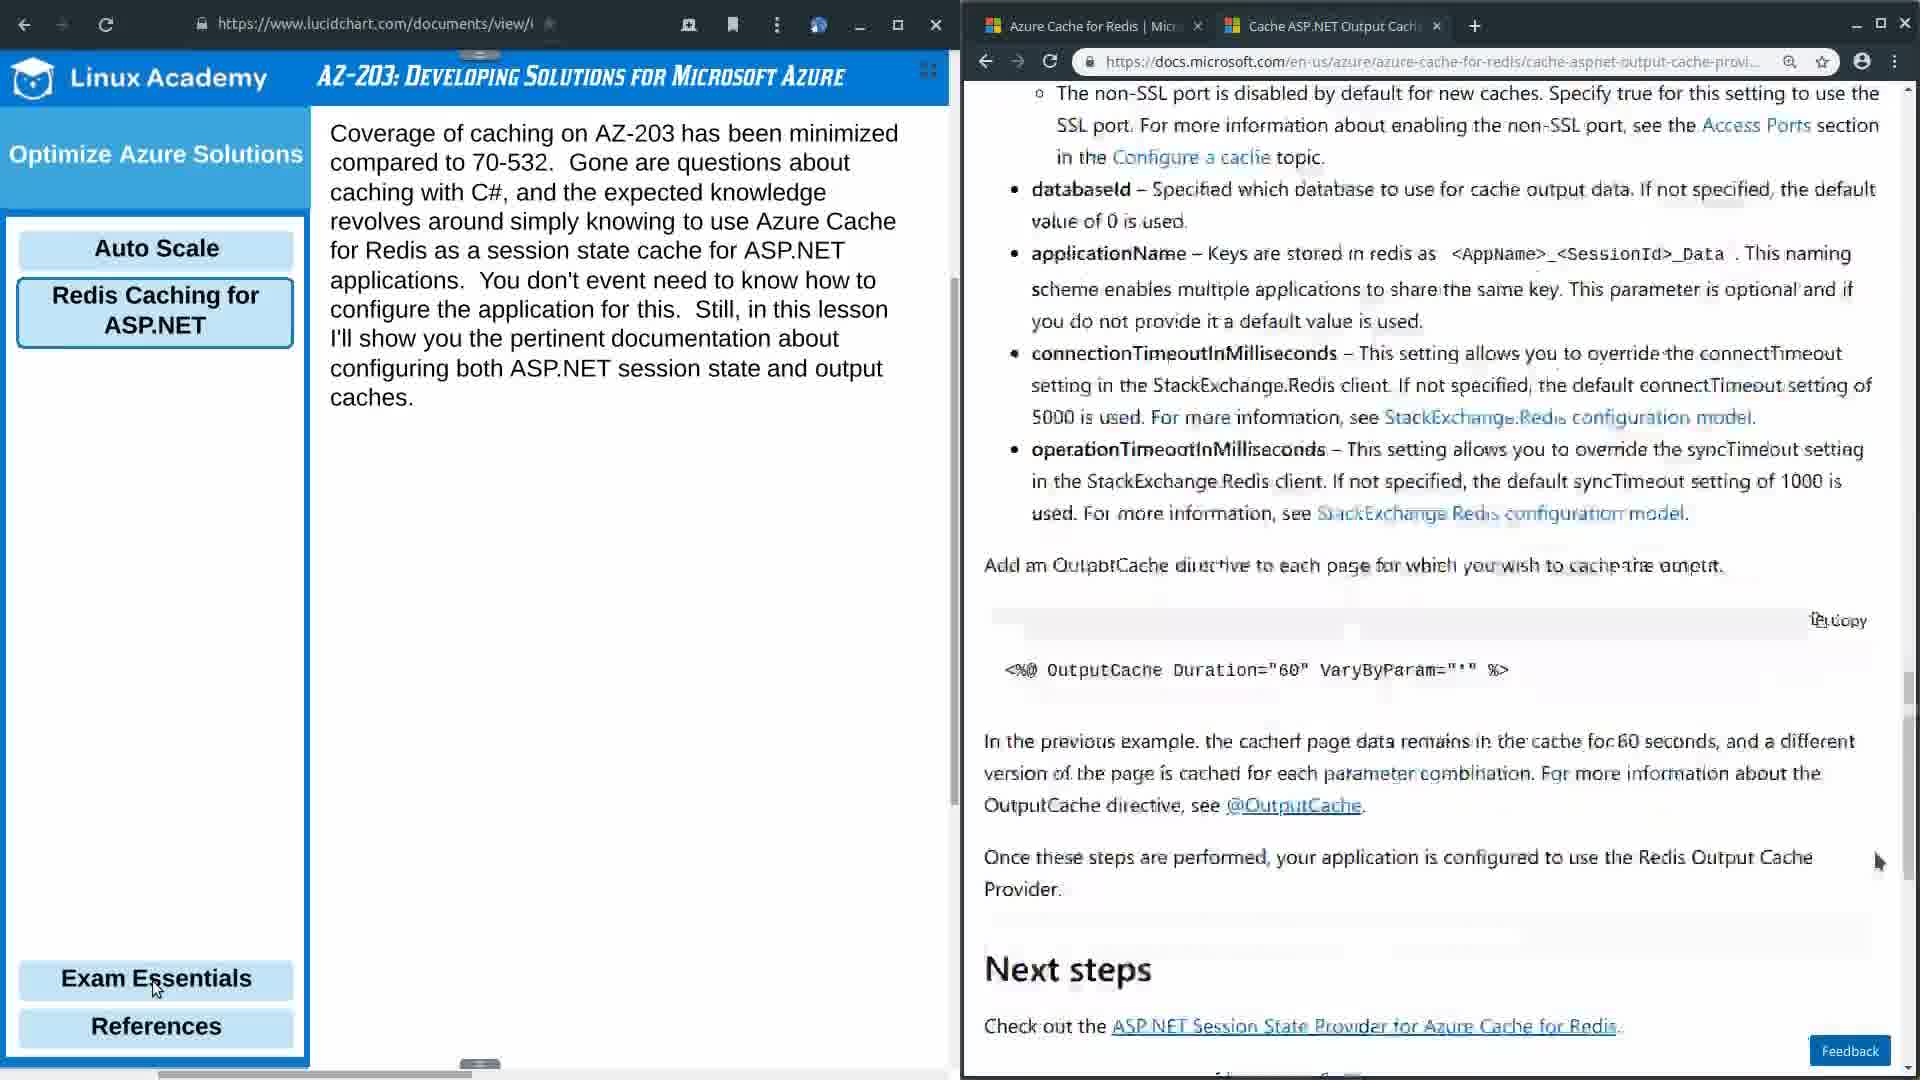 https://www.lucidchart.com/documents/view/
Linux Academy
AZ-203: Developing Solutions for Microsoft Azure
Optimize Azure Solutions
Auto Scale
Redis Caching for
ASP.NET
Exam Essentials
References
Coverage of caching on AZ-203 has been minimized
compared to 70-532.  Gone are questions about
caching with C#, and the expected knowledge
revolves around simply knowing to use Azure Cache
for Redis as a session state cache for ASP.NET
applications.  You don't event need to know how to
configure the application for this.  Still, in this lesson
I'll show you the pertinent documentation about
configuring both ASP.NET session state and output
caches.
Azure Cache for Redis | Mic
Cache ASP.NET Output Cach
https://docs.microsoft.com/en-us/azure/azure-cache-for-redis/cache-aspnet-output-cache-provi...
The non-SSL port is disabled by default for new caches. Specify true for this setting to use the
SSL port. For more information about enabling the non-SSL port, see the Access Ports section
in the Configure a cache topic.
databaseId – Specified which database to use for cache output data. If not specified, the default
value of 0 is used.
applicationName – Keys are stored in redis as <AppName>_<SessionId>_Data . This naming
scheme enables multiple applications to share the same key. This parameter is optional and if
you do not provide it a default value is used.
connectionTimeoutInMilliseconds – This setting allows you to override the connectTimeout
setting in the StackExchange.Redis client. If not specified, the default connectTimeout setting of
5000 is used. For more information, see StackExchange.Redis configuration model.
operationTimeoutInMilliseconds – This setting allows you to override the syncTimeout setting
in the StackExchange.Redis client. If not specified, the default syncTimeout setting of 1000 is
used. For more information, see StackExchange.Redis configuration model.
Add an OutputCache directive to each page for which you wish to cache the output.
Copy
<%@ OutputCache Duration="60" VaryByParam="*" %>
In the previous example, the cached page data remains in the cache for 60 seconds, and a different
version of the page is cached for each parameter combination. For more information about the
OutputCache directive, see @OutputCache.
Once these steps are performed, your application is configured to use the Redis Output Cache
Provider.
Next steps
Check out the ASP.NET Session State Provider for Azure Cache for Redis.
Feedback